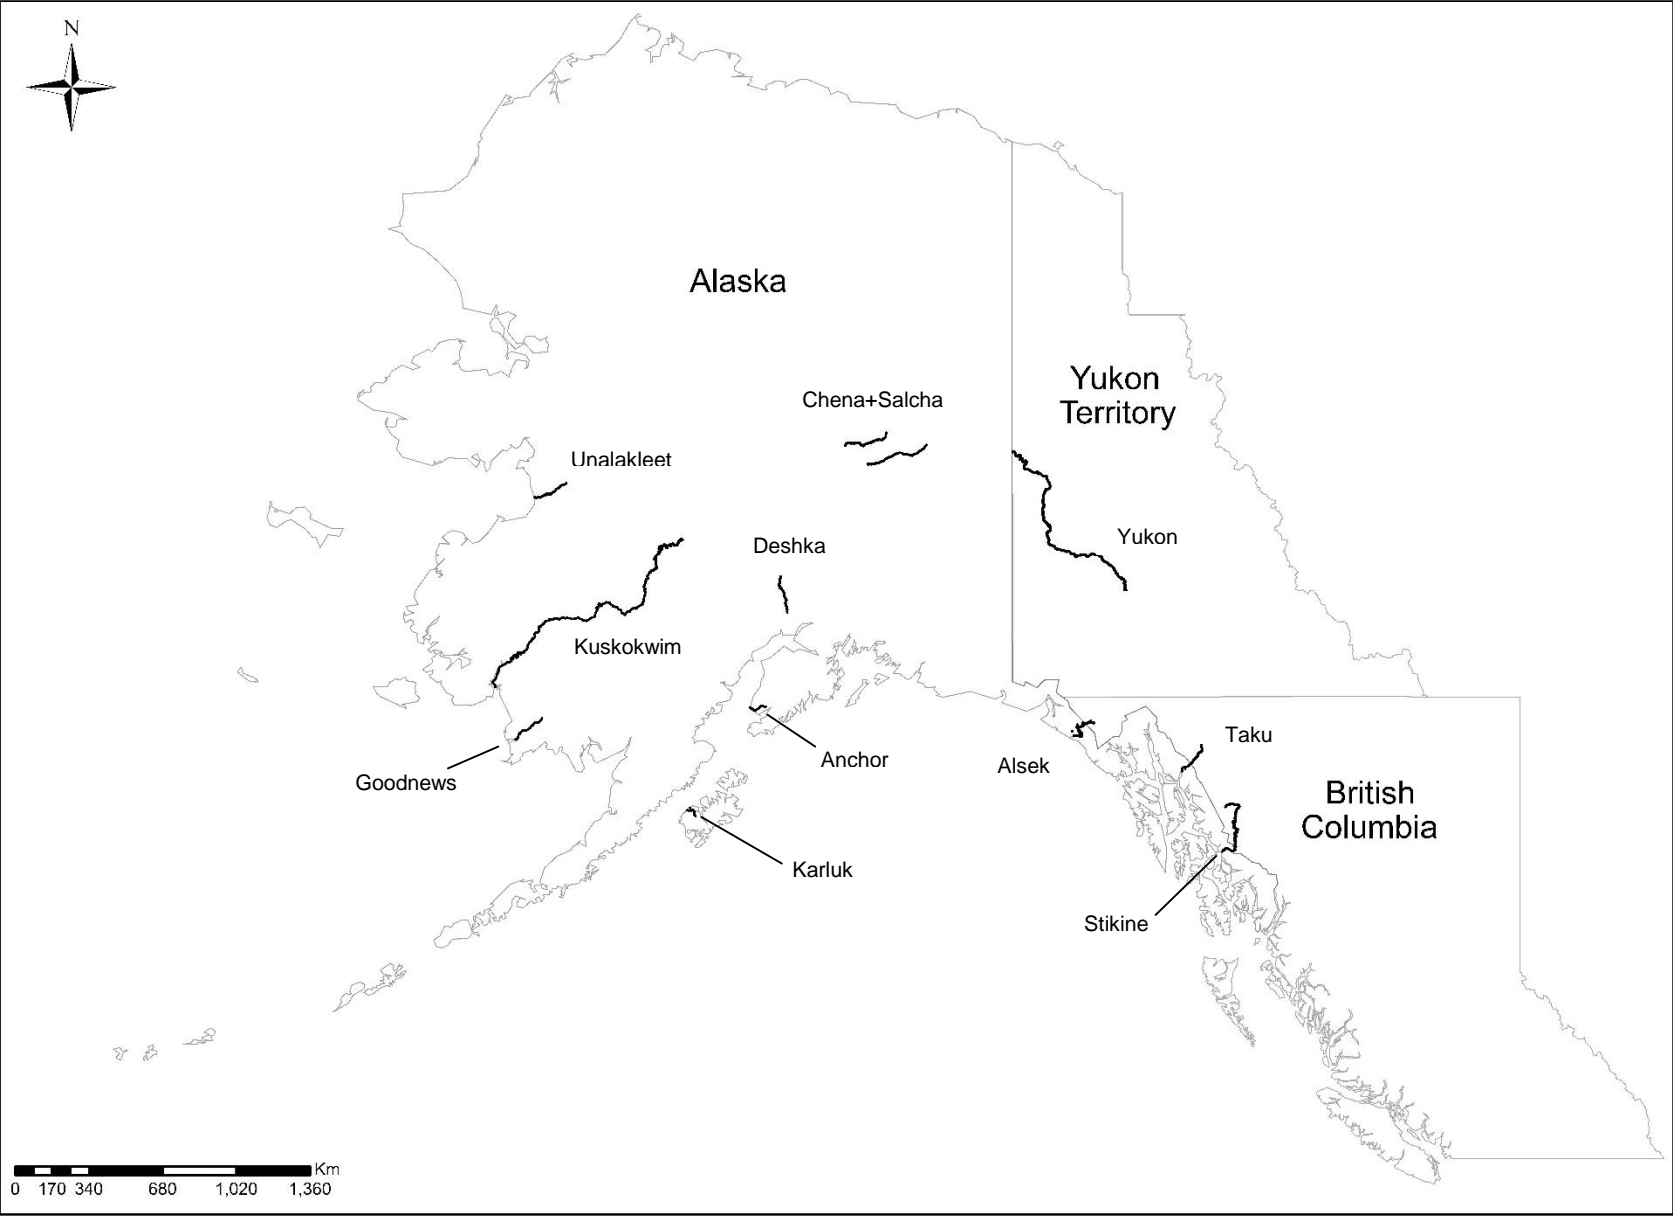 N
Alaska
Yukon
Territory
Chena+Salcha
Unalakleet
Yukon
Deshka
Kuskokwim
Taku
Anchor
Alsek
Goodnews
British
Columbia
Karluk
Stikine
Km
0 170 340 680 1,020 1,360